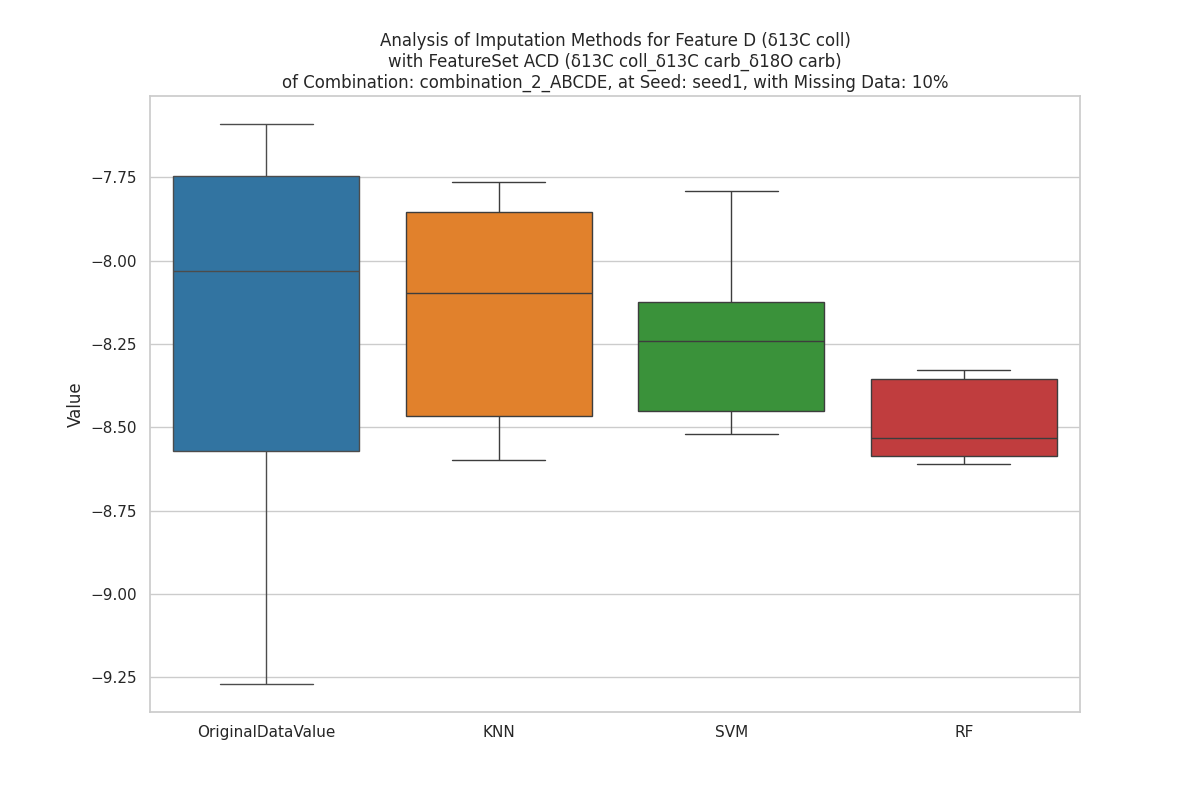 Analysis of Imputation Methods for Feature D (δ13C coll)
with FeatureSet ACD (δ13C coll_δ13C carb_δ18O carb)
of Combination: combination_2_ABCDE, at Seed: seed1, with Missing Data: 10%
−7.75
−8.00
−8.25
−8.50
−8.75
−9.00
−9.25
Value
OriginalDataValue
KNN
SVM
RF